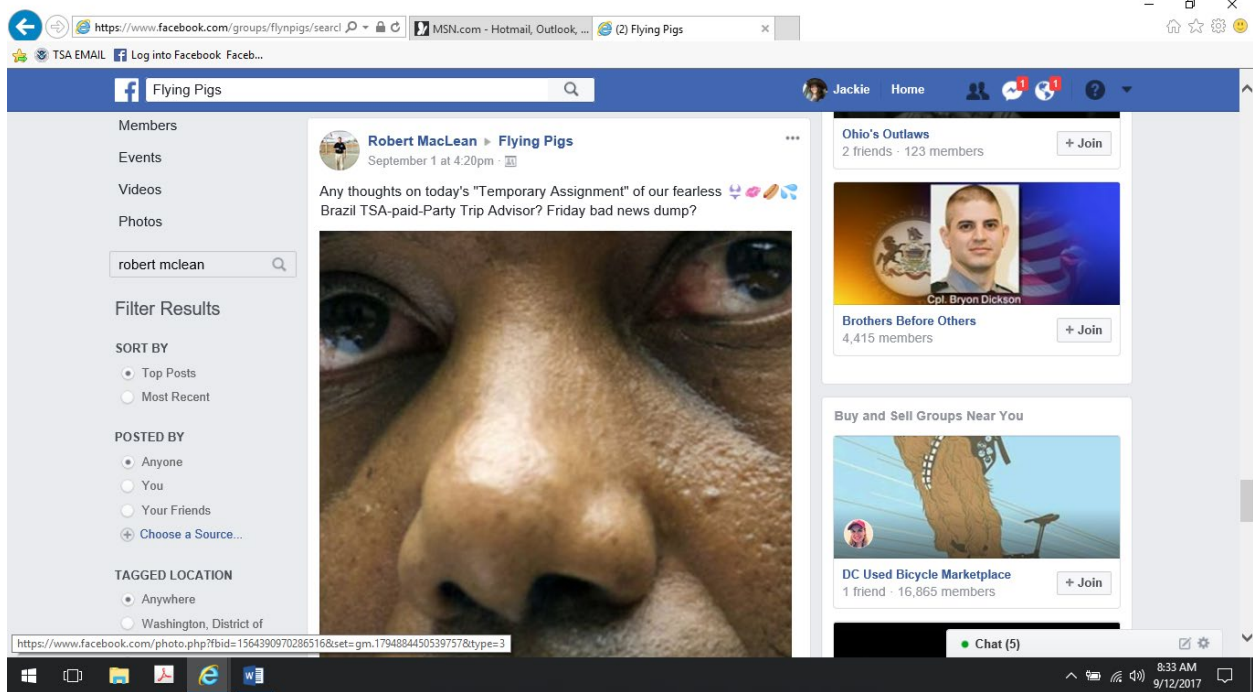 https://www.facebook.com/groups/flynpigs/searcl
MSN.com - Hotmail, Outlook, ...
(2) Flying Pigs
TSA EMAIL
Log into Facebook Faceb...
Flying Pigs
Jackie
Home
1
1
Members
Events
Videos
Photos
robert mclean
Filter Results
SORT BY
Top Posts
Most Recent
POSTED BY
Anyone
You
Your Friends
Choose a Source...
TAGGED LOCATION
Anywhere
Washington, District of
Robert MacLean ▸ Flying Pigs
September 1 at 4:20pm ·
Any thoughts on today's "Temporary Assignment" of our fearless 👙💋🌭💦
Brazil TSA-paid-Party Trip Advisor? Friday bad news dump?
Ohio's Outlaws
2 friends · 123 members
+ Join
Cpl. Bryon Dickson
Brothers Before Others
4,415 members
+ Join
Buy and Sell Groups Near You
DC Used Bicycle Marketplace
1 friend · 16,865 members
+ Join
Chat (5)
https://www.facebook.com/photo.php?fbid=1564390970286516&set=gm.1794884450539757&type=3
8:33 AM
9/12/2017